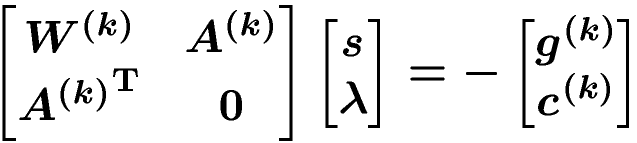 [ W^{(k)} A^{(k)} ; A^{(k)T} 0 ] [ s ; λ ] = − [ g^{(k)} ; c^{(k)} ]